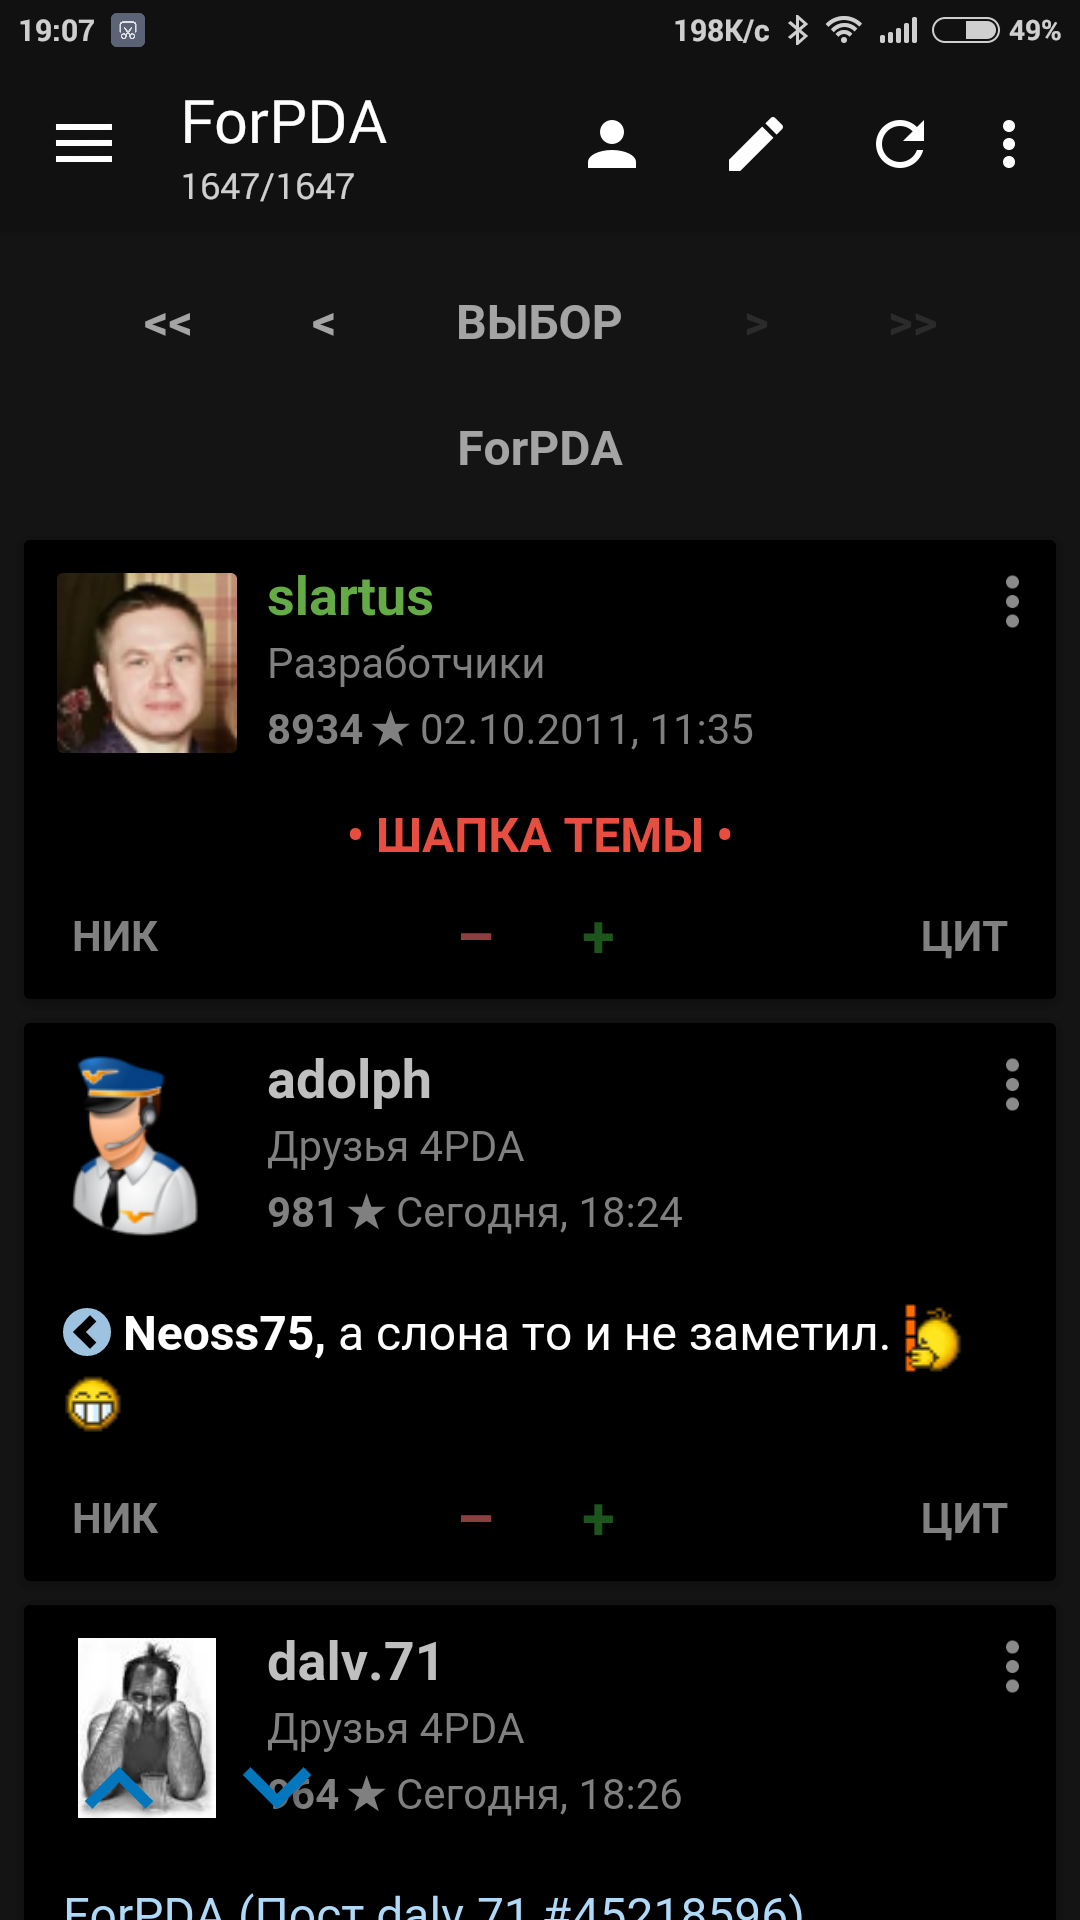 19:07 198K/c 49%
ForPDA
1647/1647
<< < ВЫБОР > >>
ForPDA
slartus
Разработчики
8934 ★ 02.10.2011, 11:35
• ШАПКА ТЕМЫ •
НИК − + ЦИТ
adolph
Друзья 4PDA
981 ★ Сегодня, 18:24
Neoss75, а слона то и не заметил.
НИК − + ЦИТ
dalv.71
Друзья 4PDA
964 ★ Сегодня, 18:26
ForPDA (Пост dalv.71 #45218596)